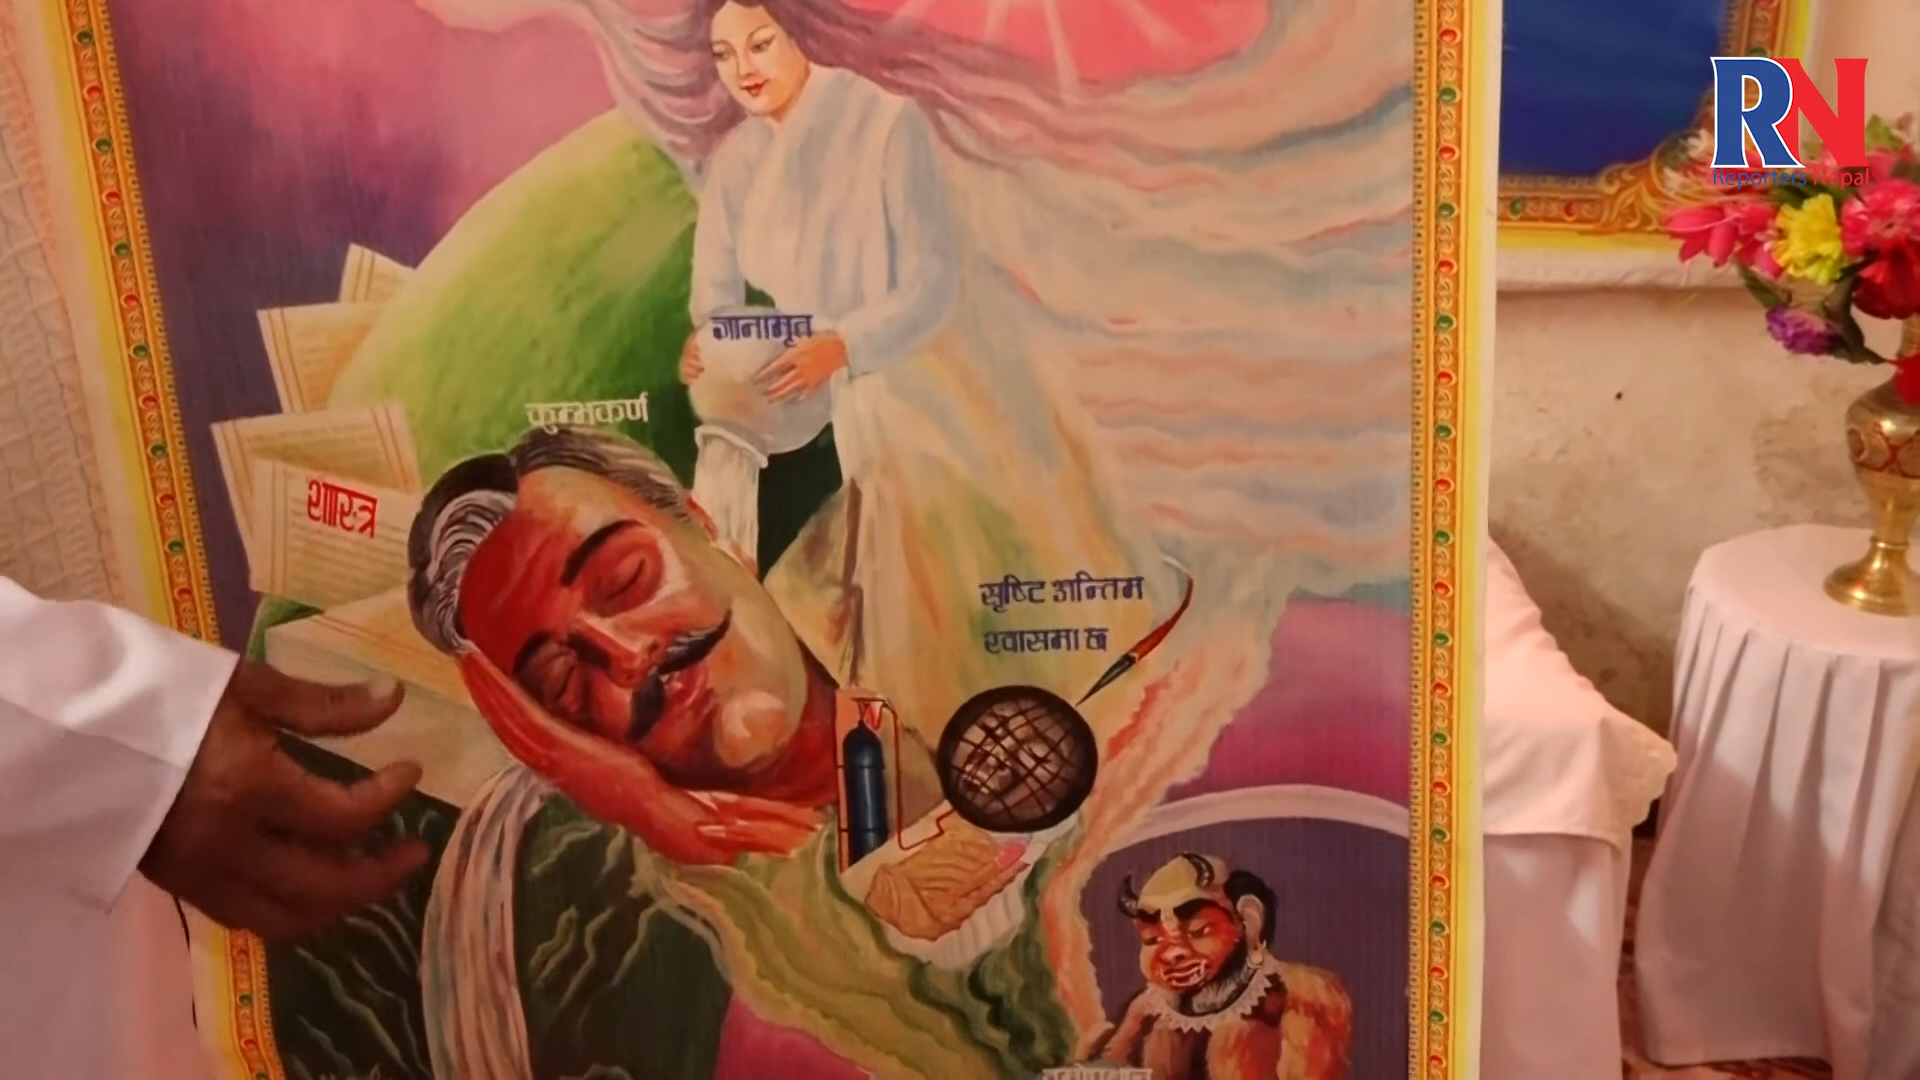 RN
Reporters Nepal
ज्ञानामृत
कुम्भकर्ण
शास्त्र
सृष्टि अन्तिम
श्वासमा छ